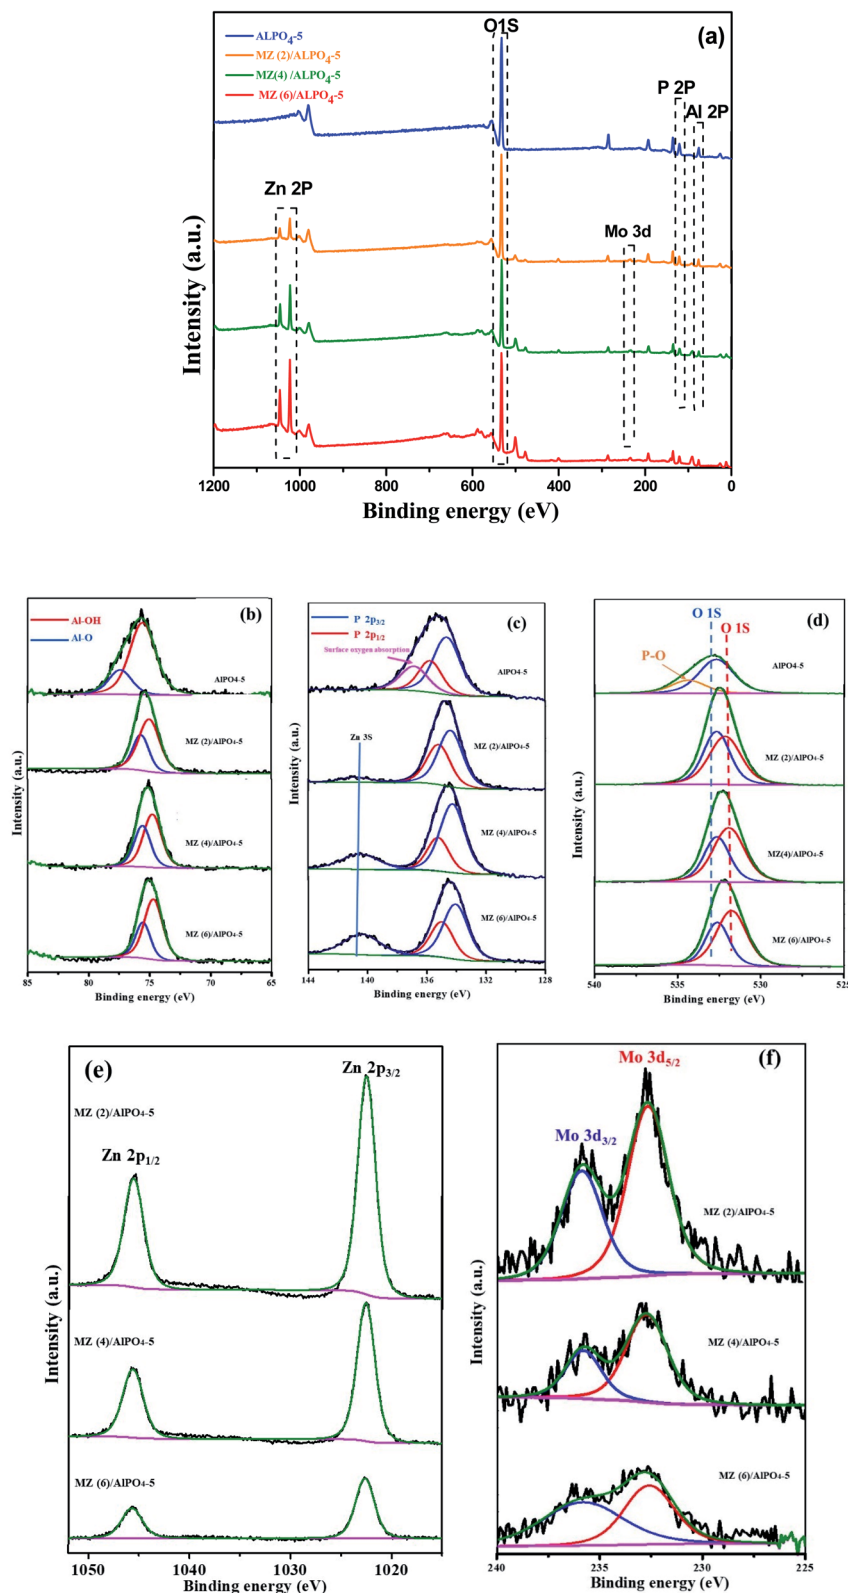 (a)
ALPO₄-5
MZ (2)/ALPO₄-5
MZ(4) /ALPO₄-5
MZ (6)/ALPO₄-5
O1S
P 2P
Al 2P
Zn 2P
Mo 3d
Intensity (a.u.)
1200 1000 800 600 400 200 0
Binding energy (eV)
(b)
Al-OH
Al-O
AlPO4-5
MZ (2)/AlPO₄-5
MZ (4)/AlPO₄-5
MZ (6)/AlPO₄-5
Intensity (a.u.)
85 80 75 70 65
Binding energy (eV)
(c)
P 2p3/2
P 2p1/2
Surface oxygen absorption
AlPO4-5
Zn 3S
MZ (2)/AlPO₄-5
MZ (4)/AlPO₄-5
MZ (6)/AlPO₄-5
Intensity (a.u.)
144 140 136 132 128
Binding energy (eV)
(d)
O 1S
O 1S
P-O
AlPO4-5
MZ (2)/AlPO₄-5
MZ(4)/AlPO₄-5
MZ (6)/AlPO₄-5
Intensity (a.u.)
540 535 530 525
Binding energy (eV)
(e)
Zn 2p3/2
MZ (2)/AlPO₄-5
Zn 2p1/2
MZ (4)/AlPO₄-5
MZ (6)/AlPO₄-5
Intensity (a.u.)
1050 1040 1030 1020
Binding energy (eV)
(f)
Mo 3d5/2
Mo 3d3/2
MZ (2)/AlPO₄-5
MZ (4)/AlPO₄-5
MZ (6)/AlPO₄-5
Intensity (a.u.)
240 235 230 225
Binding energy (eV)